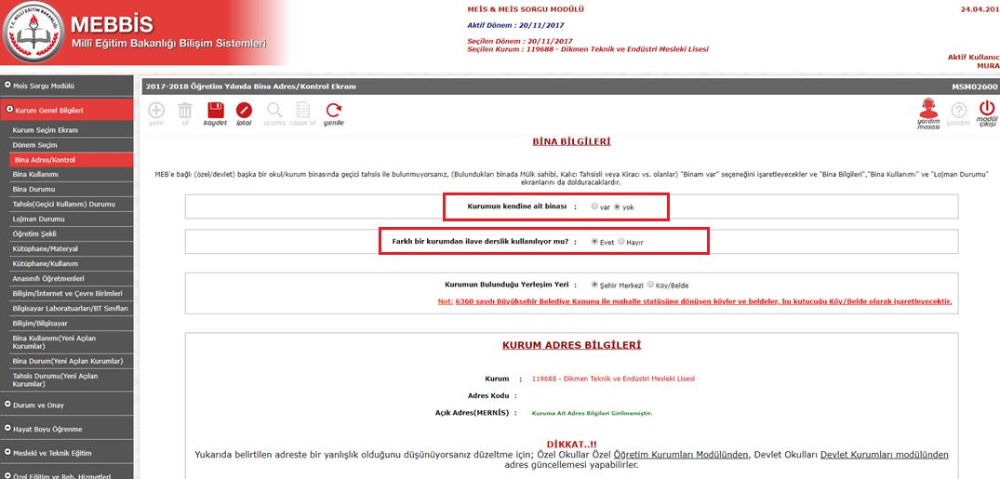 T.C. MİLLÎ EĞİTİM BAKANLIĞI
MEBBİS
Millî Eğitim Bakanlığı Bilişim Sistemleri
MEİS & MEİS SORGU MODÜLÜ
Aktif Dönem : 20/11/2017
Seçilen Dönem : 20/11/2017
Seçilen Kurum : 119688 - Dikmen Teknik ve Endüstri Mesleki Lisesi
24.04.201
Aktif Kullanıc
MURA
Meis Sorgu Modülü
Kurum Genel Bilgileri
Kurum Seçim Ekranı
Dönem Seçim
Bina Adres/Kontrol
Bina Kullanımı
Bina Durumu
Tahsis(Geçici Kullanım) Durumu
Lojman Durumu
Öğretim Şekli
Kütüphane/Materyal
Kütüphane/Kullanım
Anasınıfı Öğretmenleri
Bilişim/İnternet ve Çevre Birimleri
Bilgisayar Laboratuarları/BT Sınıfları
Bilişim/Bilgisayar
Bina Kullanımı(Yeni Açılan
Kurumlar)
Bina Durum(Yeni Açılan Kurumlar)
Tahsis Durumu(Yeni Açılan
Kurumlar)
Durum ve Onay
Hayat Boyu Öğrenme
Mesleki ve Teknik Eğitim
Özel Eğitim ve Reh. Hizmetleri
2017-2018 Öğretim Yılında Bina Adres/Kontrol Ekranı MSM02600
yeni sil kaydet iptal arama rapor al yenile
yardım masası yardım modül çıkışı
BİNA BİLGİLERİ
MEB'e bağlı (özel/devlet) başka bir okul/kurum binasında geçici tahsis ile bulunmuyorsanız, (Bulundukları binada Mülk sahibi, Kalıcı Tahsisli veya Kiracı vs. olanlar) "Binam var" seçeneğini işaretleyecekler ve "Bina Bilgileri","Bina Kullanımı" ve "Lojman Durumu"
ekranlarını da dolduracaklardır.
Kurumun kendine ait binası : var yok
Farklı bir kurumdan ilave derslik kullanılıyor mu? : Evet Hayır
Kurumun Bulunduğu Yerleşim Yeri : Şehir Merkezi Köy/Belde
Not: 6360 sayılı Büyükşehir Belediye Kanunu ile mahalle statüsüne dönüşen köyler ve beldeler, bu kutucuğu Köy/Belde olarak işaretleyecektir.
KURUM ADRES BİLGİLERİ
Kurum : 119688 - Dikmen Teknik ve Endüstri Mesleki Lisesi
Adres Kodu :
Açık Adres(MERNİS) : Kuruma Ait Adres Bilgileri Girilmemiştir.
DİKKAT..!!
Yukarıda belirtilen adreste bir yanlışlık olduğunu düşünüyorsanız düzeltme için; Özel Okullar Özel Öğretim Kurumları Modülünden, Devlet Okulları Devlet Kurumları modülünden
adres güncellemesi yapabilirler.